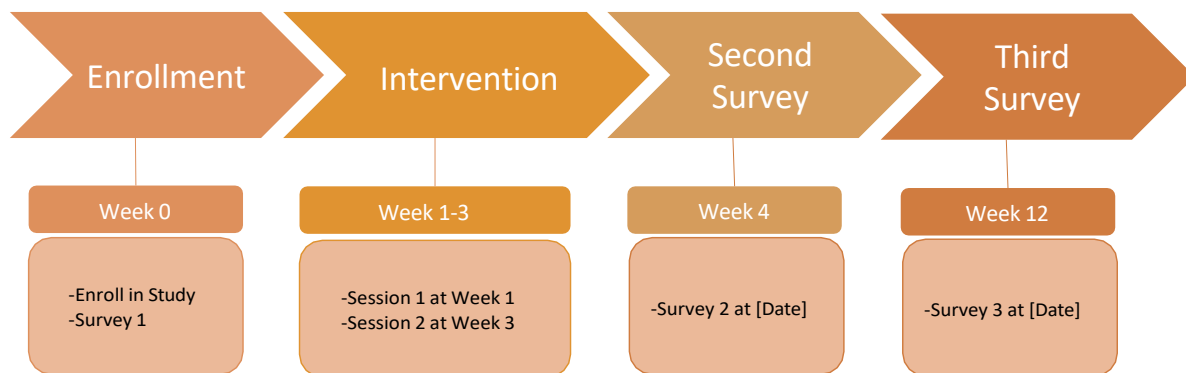 Enrollment
Intervention
Second
Survey
Third
Survey
Week 0
Week 1-3
Week 4
Week 12
-Enroll in Study
-Survey 1
-Session 1 at Week 1
-Session 2 at Week 3
-Survey 2 at [Date]
-Survey 3 at [Date]